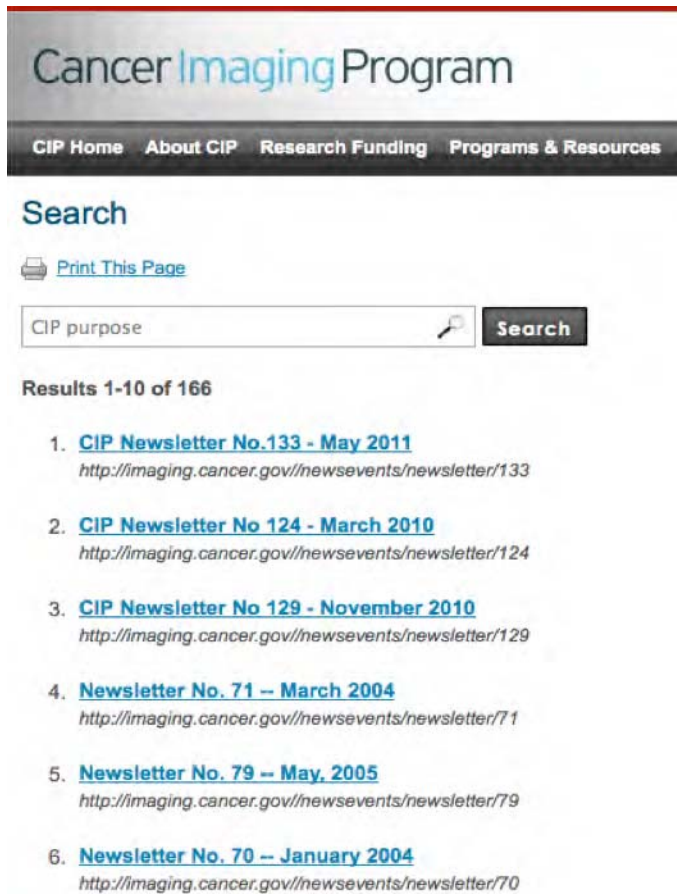 Cancer Imaging Program
CIP Home About CIP Research Funding Programs & Resources
Search
Print This Page
CIP purpose Search
Results 1-10 of 166
1. CIP Newsletter No.133 - May 2011
http://imaging.cancer.gov//newsevents/newsletter/133
2. CIP Newsletter No 124 - March 2010
http://imaging.cancer.gov//newsevents/newsletter/124
3. CIP Newsletter No 129 - November 2010
http://imaging.cancer.gov//newsevents/newsletter/129
4. Newsletter No. 71 -- March 2004
http://imaging.cancer.gov//newsevents/newsletter/71
5. Newsletter No. 79 -- May, 2005
http://imaging.cancer.gov//newsevents/newsletter/79
6. Newsletter No. 70 -- January 2004
http://imaging.cancer.gov//newsevents/newsletter/70